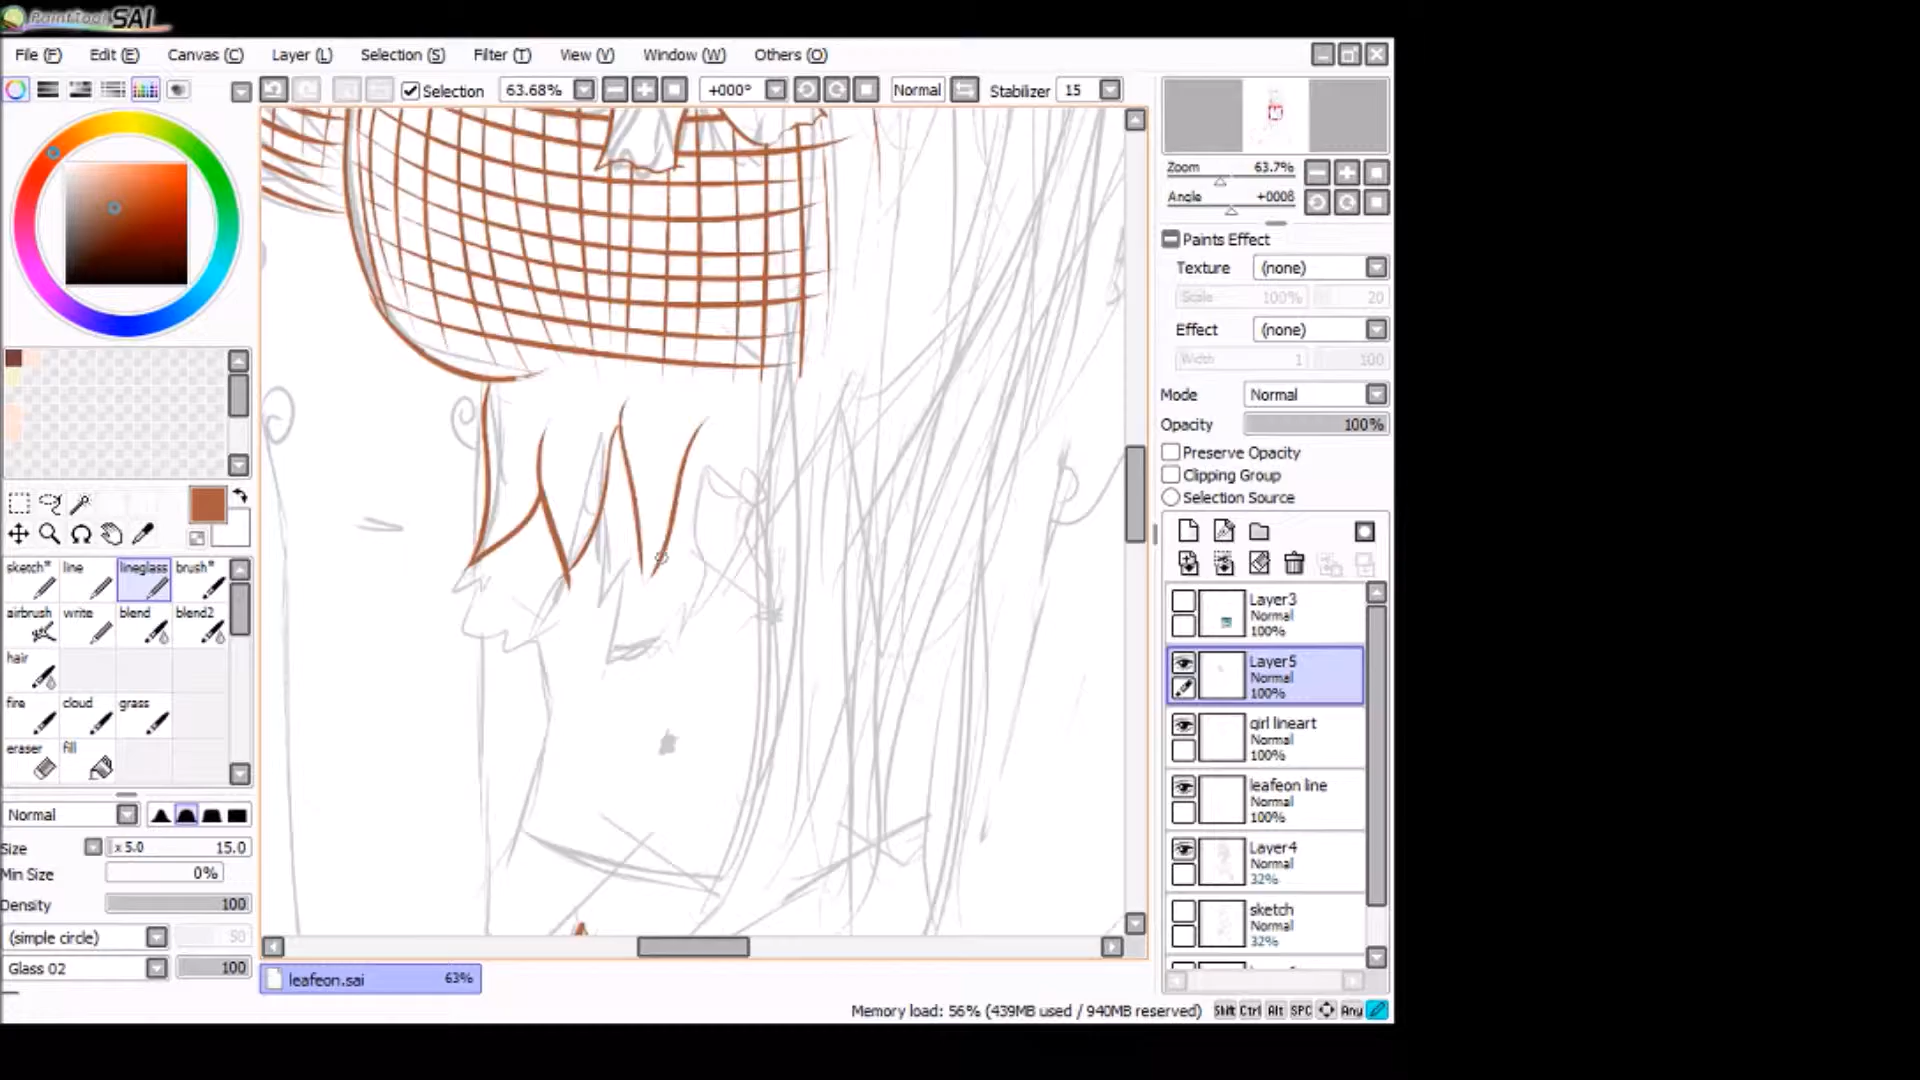 PaintTool SAI
File (F) Edit (E) Canvas (C) Layer (L) Selection (S) Filter (T) View (V) Window (W) Others (O)
Selection 63.68% +000° Normal Stabilizer 15
Zoom 63.7%
Angle +0008
Paints Effect
Texture (none)
Scale 100% 20
Effect (none)
Width 1 100
Mode Normal
Opacity 100%
Preserve Opacity
Clipping Group
Selection Source
sketch* line lineglass brush*
airbrush write blend blend2
hair
fire cloud grass
eraser fill
Normal
Size x 5.0 15.0
Min Size 0%
Density 100
(simple circle) 50
Glass 02 100
Layer3
Normal
100%
Layer5
Normal
100%
girl lineart
Normal
100%
leafeon line
Normal
100%
Layer4
Normal
32%
sketch
Normal
32%
leafeon.sai 63%
Memory load: 56% (439MB used / 940MB reserved) Shift Ctrl Alt SPC Any